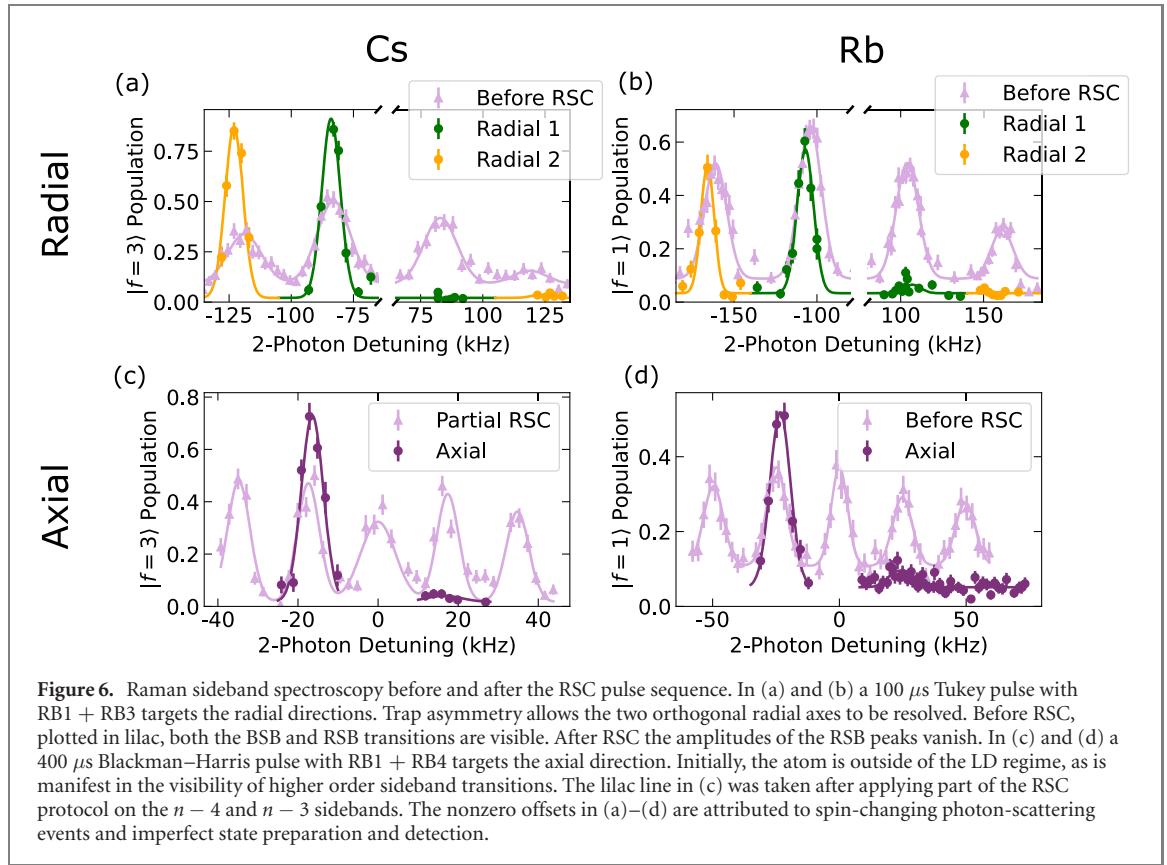 Cs
Rb
Radial
Axial
(a)
Before RSC
Radial 1
Radial 2
|f = 3⟩ Population
0.75
0.50
0.25
0.00
-125 -100 -75 75 100 125
2-Photon Detuning (kHz)
(b)
Before RSC
Radial 1
Radial 2
|f = 1⟩ Population
0.6
0.4
0.2
0.0
-150 -100 100 150
2-Photon Detuning (kHz)
(c)
Partial RSC
Axial
|f = 3⟩ Population
0.8
0.6
0.4
0.2
0.0
-40 -20 0 20 40
2-Photon Detuning (kHz)
(d)
Before RSC
Axial
|f = 1⟩ Population
0.4
0.2
0.0
-50 0 50
2-Photon Detuning (kHz)
Figure 6. Raman sideband spectroscopy before and after the RSC pulse sequence. In (a) and (b) a 100 μs Tukey pulse with
RB1 + RB3 targets the radial directions. Trap asymmetry allows the two orthogonal radial axes to be resolved. Before RSC,
plotted in lilac, both the BSB and RSB transitions are visible. After RSC the amplitudes of the RSB peaks vanish. In (c) and (d) a
400 μs Blackman–Harris pulse with RB1 + RB4 targets the axial direction. Initially, the atom is outside of the LD regime, as is
manifest in the visibility of higher order sideband transitions. The lilac line in (c) was taken after applying part of the RSC
protocol on the n − 4 and n − 3 sidebands. The nonzero offsets in (a)–(d) are attributed to spin-changing photon-scattering
events and imperfect state preparation and detection.